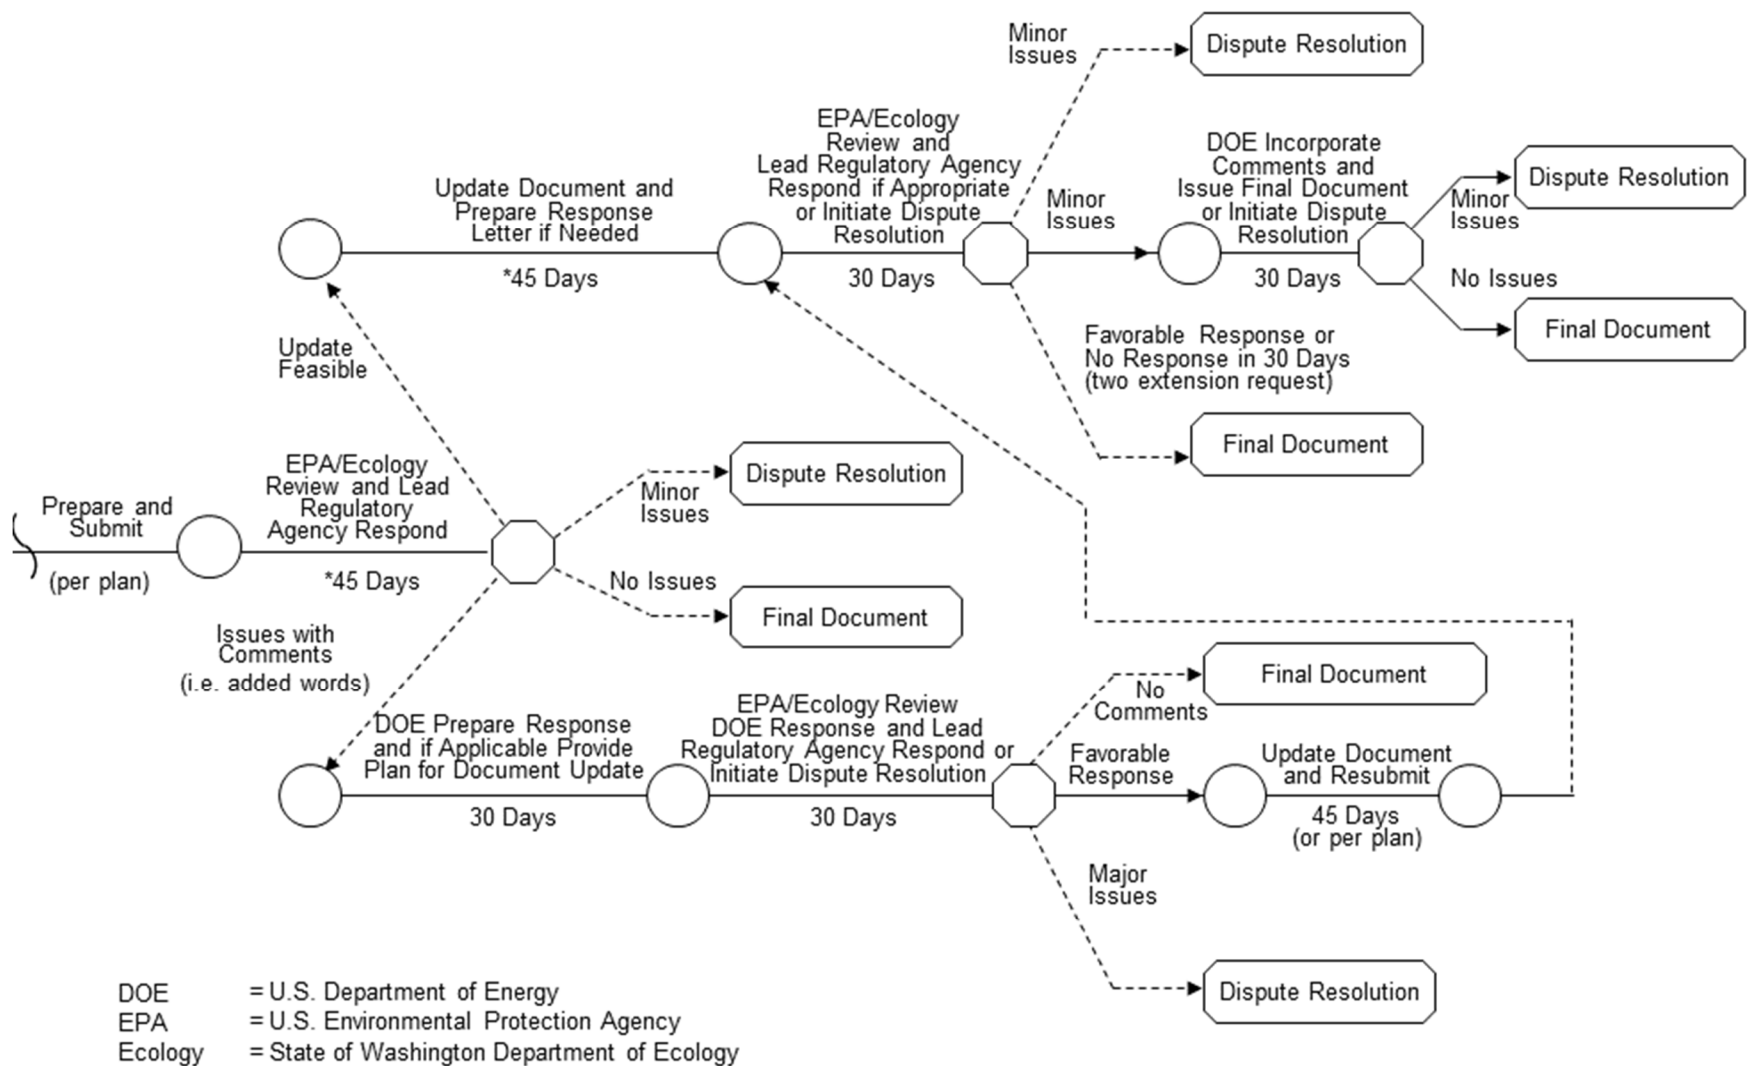 Minor
Issues
Dispute Resolution
EPA/Ecology
Review and
Lead Regulatory Agency
Respond if Appropriate
or Initiate Dispute
Resolution
30 Days
DOE Incorporate
Comments and
Issue Final Document
or Initiate Dispute
Resolution
30 Days
Dispute Resolution
Minor
Issues
Update Document and
Prepare Response
Letter if Needed
*45 Days
Minor
Issues
No Issues
Final Document
Favorable Response or
No Response in 30 Days
(two extension request)
Final Document
Update
Feasible
EPA/Ecology
Review and Lead
Regulatory
Agency Respond
*45 Days
Prepare and
Submit
(per plan)
Dispute Resolution
Minor
Issues
No Issues
Final Document
Issues with
Comments
(i.e. added words)
DOE Prepare Response
and if Applicable Provide
Plan for Document Update
30 Days
EPA/Ecology Review
DOE Response and Lead
Regulatory Agency Respond or
Initiate Dispute Resolution
30 Days
Final Document
No
Comments
Favorable
Response
Update Document
and Resubmit
45 Days
(or per plan)
Major
Issues
Dispute Resolution
DOE = U.S. Department of Energy
EPA = U.S. Environmental Protection Agency
Ecology = State of Washington Department of Ecology